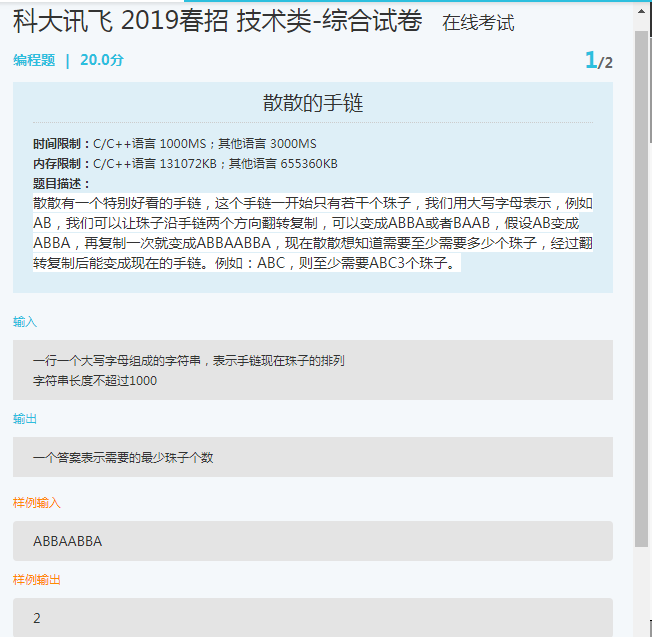 科大讯飞 2019春招 技术类-综合试卷 在线考试
编程题 | 20.0分 1/2
散散的手链
时间限制：C/C++语言 1000MS；其他语言 3000MS
内存限制：C/C++语言 131072KB；其他语言 655360KB
题目描述：
散散有一个特别好看的手链，这个手链一开始只有若干个珠子，我们用大写字母表示，例如
AB，我们可以让珠子沿手链两个方向翻转复制，可以变成ABBA或者BAAB，假设AB变成
ABBA，再复制一次就变成ABBAABBA，现在散散想知道需要至少需要多少个珠子，经过翻
转复制后能变成现在的手链。例如：ABC，则至少需要ABC3个珠子。
输入
一行一个大写字母组成的字符串，表示手链现在珠子的排列
字符串长度不超过1000
输出
一个答案表示需要的最少珠子个数
样例输入
ABBAABBA
样例输出
2